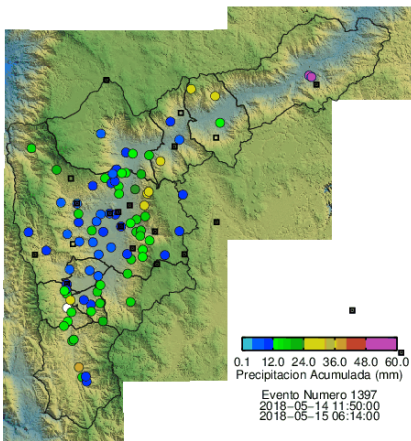 0.1 12.0 24.0 36.0 48.0 60.0
Precipitacion Acumulada (mm)
Evento Numero 1397
2018-05-14 11:50:00
2018-05-15 06:14:00